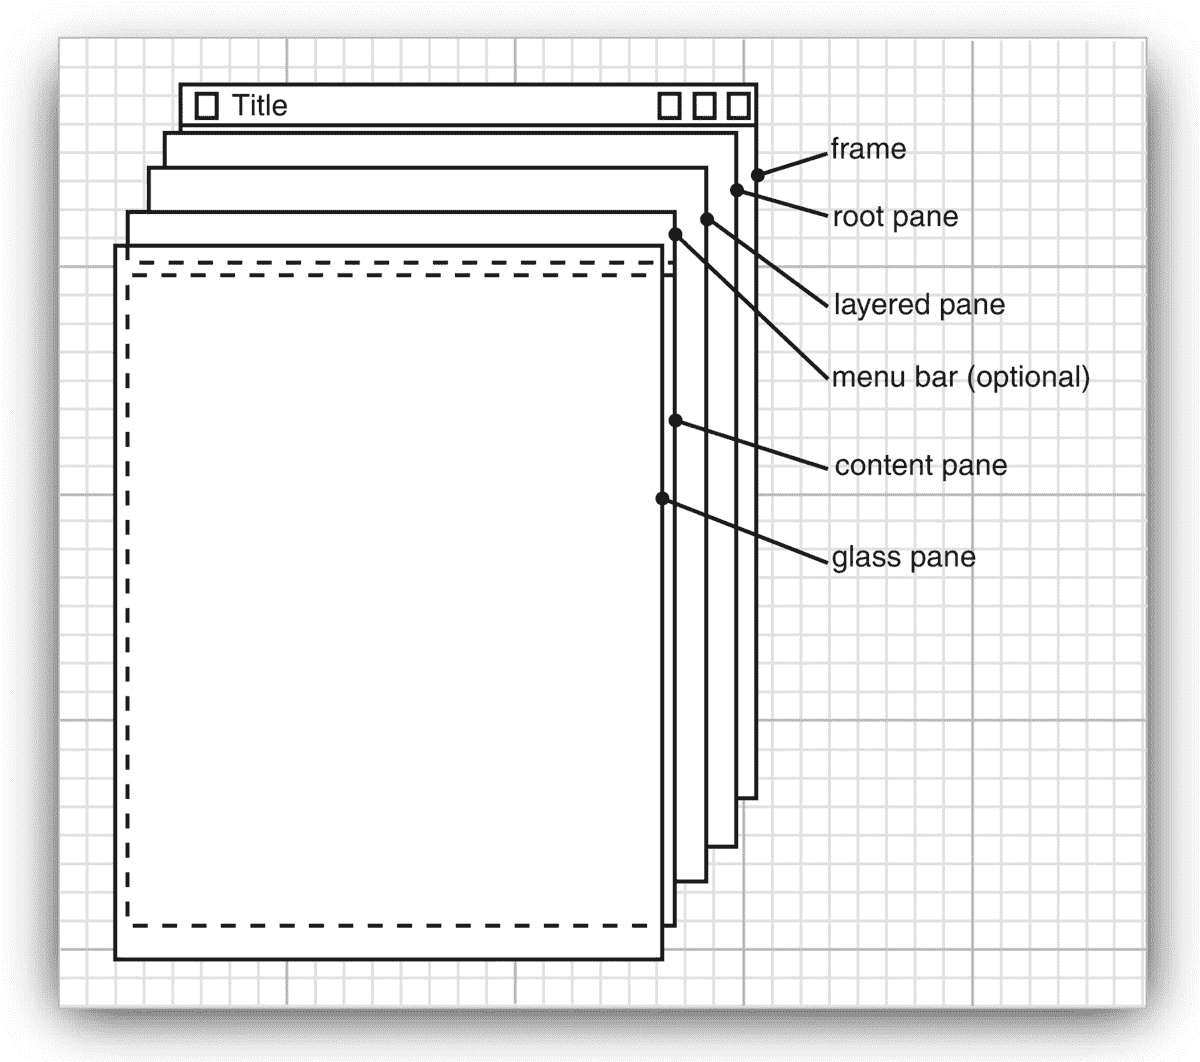 Title
frame
root pane
layered pane
menu bar (optional)
content pane
glass pane